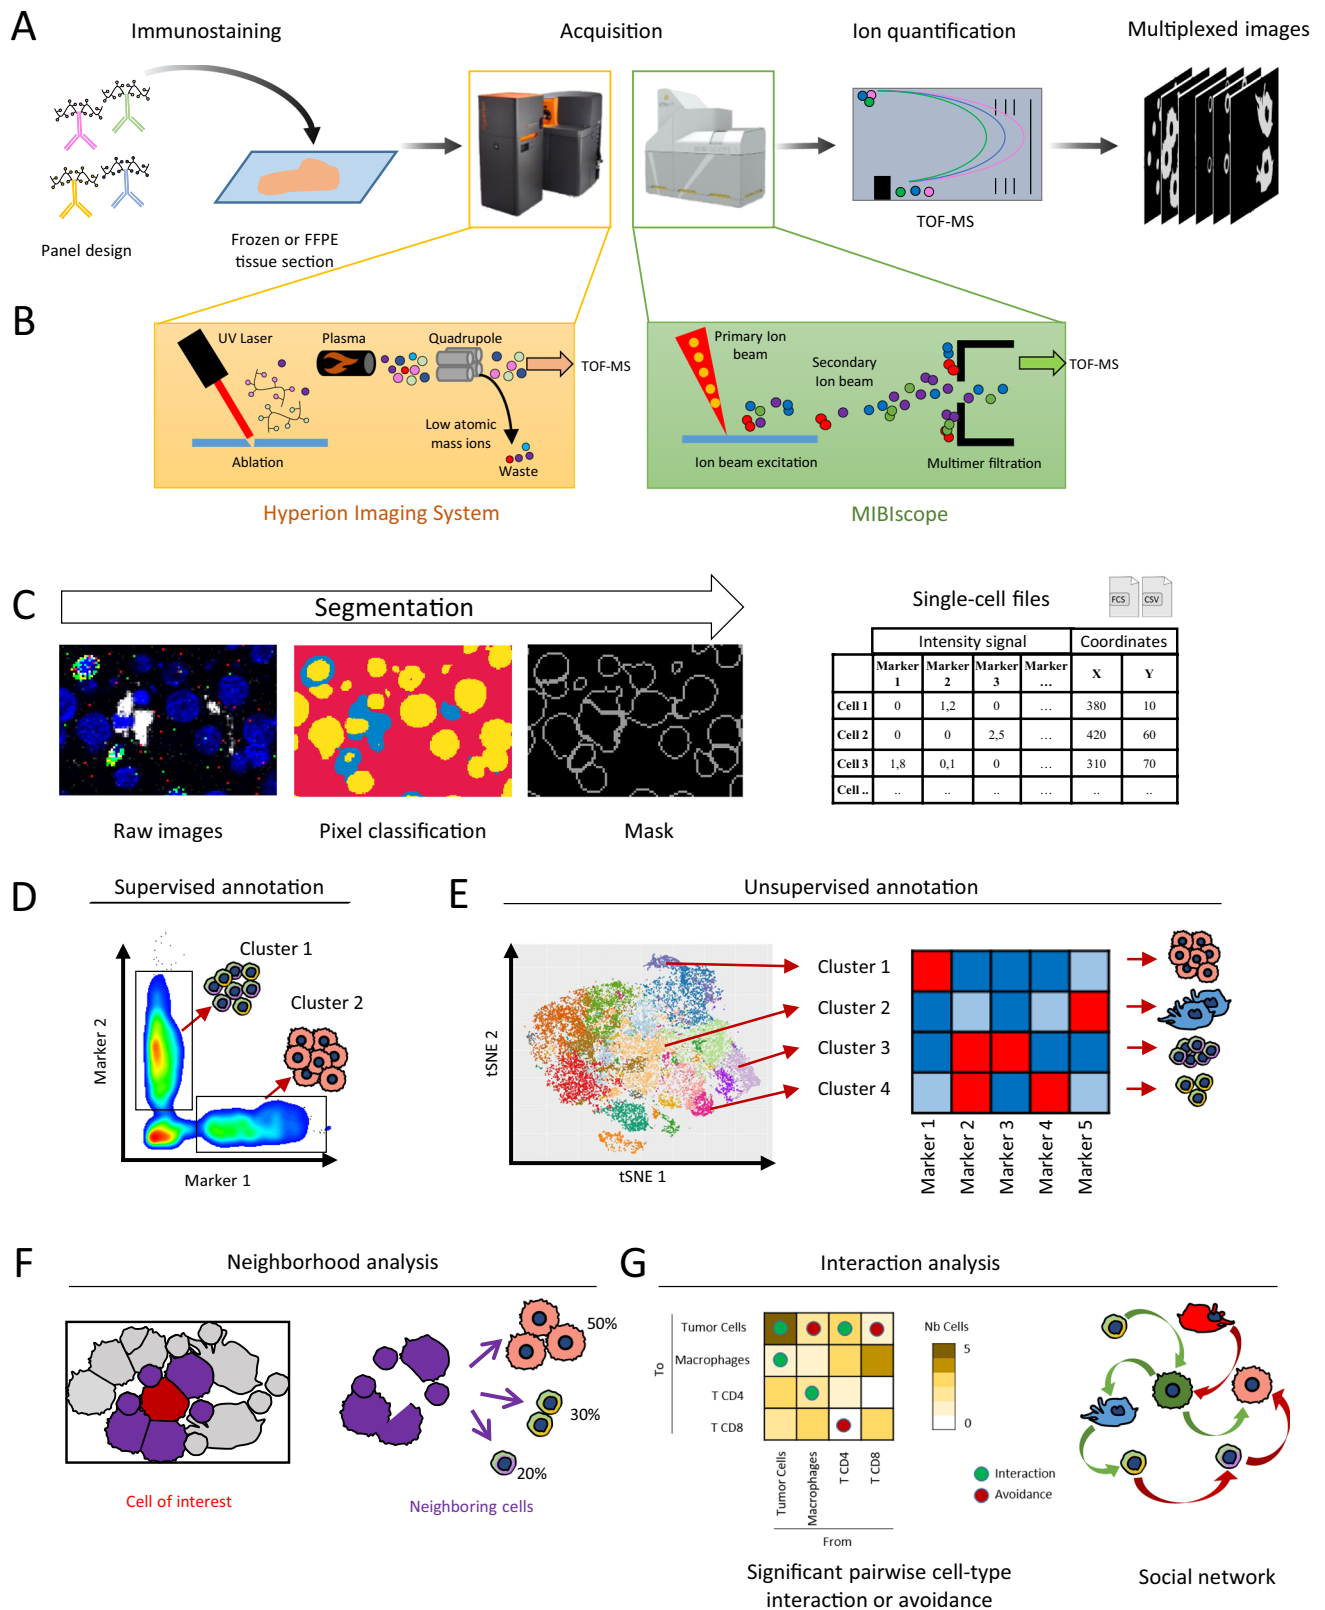 A
Immunostaining
Acquisition
Ion quantification
Multiplexed images
Panel design
Frozen or FFPE
tissue section
TOF-MS
B
UV Laser
Plasma
Quadrupole
TOF-MS
Low atomic
mass ions
Ablation
Waste
Hyperion Imaging System
Primary Ion
beam
Secondary
Ion beam
TOF-MS
Ion beam excitation
Multimer filtration
MIBIscope
C
Segmentation
Raw images
Pixel classification
Mask
Single-cell files
FCS
CSV
Intensity signal Coordinates
Marker 1 Marker 2 Marker 3 Marker ... X Y
Cell 1 0 1,2 0 ... 380 10
Cell 2 0 0 2,5 ... 420 60
Cell 3 1,8 0,1 0 ... 310 70
Cell .. .. .. .. ... .. ..
D
Supervised annotation
Cluster 1
Cluster 2
Marker 2
Marker 1
E
Unsupervised annotation
tSNE 2
tSNE 1
Cluster 1
Cluster 2
Cluster 3
Cluster 4
Marker 1
Marker 2
Marker 3
Marker 4
Marker 5
F
Neighborhood analysis
50%
30%
20%
Cell of interest
Neighboring cells
G
Interaction analysis
To
Tumor Cells
Macrophages
T CD4
T CD8
Tumor Cells
Macrophages
T CD4
T CD8
From
Nb Cells
5
0
Interaction
Avoidance
Significant pairwise cell-type
interaction or avoidance
Social network